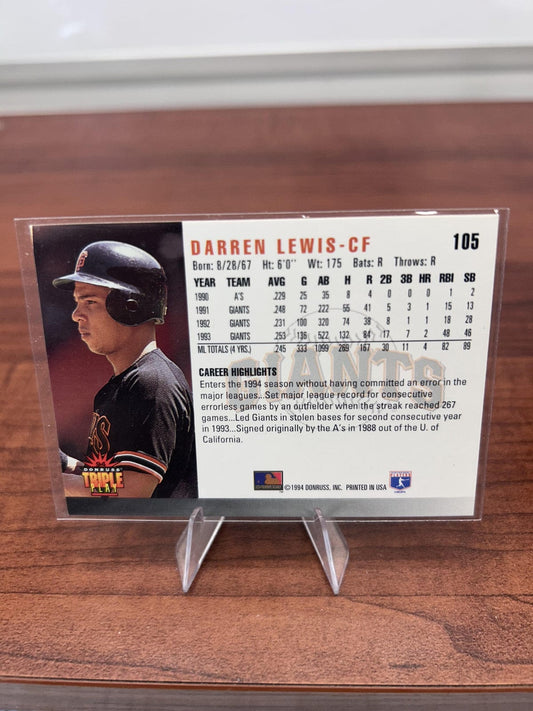 DARREN LEWIS-CF 105
Born: 8/28/67 Ht: 6'0" Wt: 175 Bats: R Throws: R
YEAR TEAM AVG G AB H R 2B 3B HR RBI SB
1990 A'S .229 25 35 8 4 0 0 0 1 2
1991 GIANTS .248 72 222 55 41 5 3 1 15 13
1992 GIANTS .231 100 320 74 38 8 1 1 18 28
1993 GIANTS .253 136 522 132 84 17 7 2 48 46
ML TOTALS (4 YRS.) .245 333 1099 269 167 30 11 4 82 89
GIANTS
CAREER HIGHLIGHTS
Enters the 1994 season without having committed an error in the
major leagues...Set major league record for consecutive
errorless games by an outfielder when the streak reached 267
games...Led Giants in stolen bases for second consecutive year
in 1993...Signed originally by the A's in 1988 out of the U. of
California.
DONRUSS
TRIPLE
PLAY
©1994 DONRUSS, INC. PRINTED IN USA